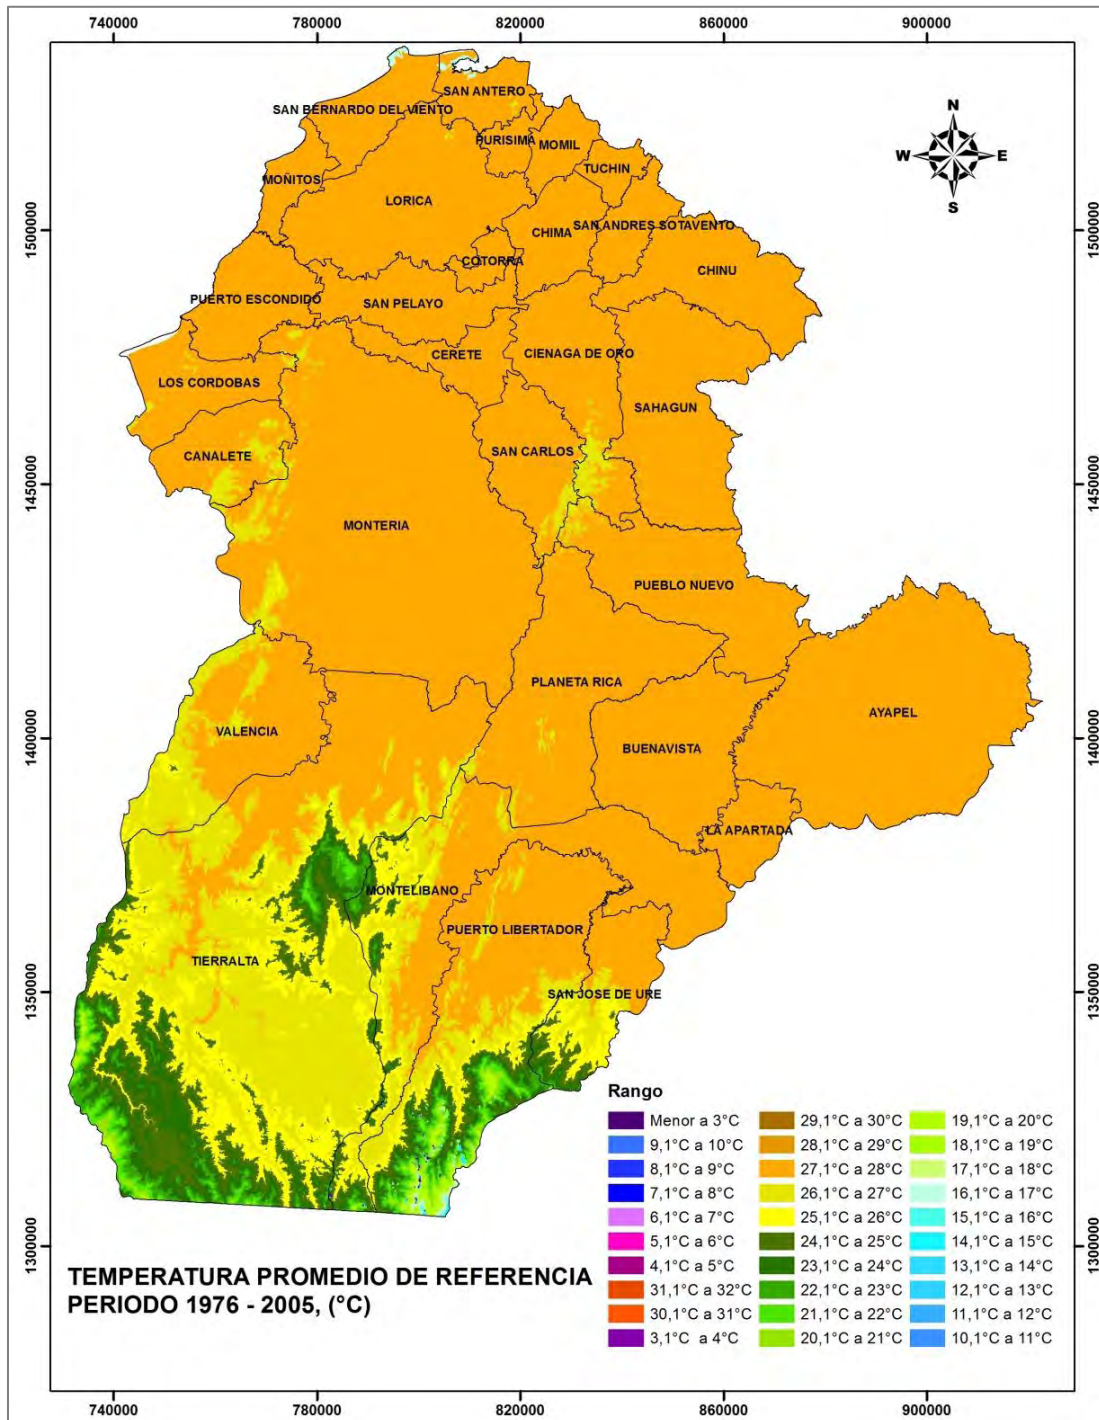 740000 780000 820000 860000 900000
N
W E
S
SAN ANTERO
SAN BERNARDO DEL VIENTO
PURISIMA
MOMIL
TUCHIN
MOÑITOS
LORICA
SAN ANDRES SOTAVENTO
CHIMA
COTORRA
CHINU
PUERTO ESCONDIDO
SAN PELAYO
CERETE
CIENAGA DE ORO
LOS CORDOBAS
SAHAGUN
CANALETE
SAN CARLOS
MONTERIA
PUEBLO NUEVO
PLANETA RICA
AYAPEL
VALENCIA
BUENAVISTA
LA APARTADA
MONTELIBANO
PUERTO LIBERTADOR
TIERRALTA
SAN JOSE DE URE
1500000
1450000
1400000
1350000
1300000
1500000
1450000
1400000
1350000
1300000
Rango
Menor a 3°C
9,1°C a 10°C
8,1°C a 9°C
7,1°C a 8°C
6,1°C a 7°C
5,1°C a 6°C
4,1°C a 5°C
31,1°C a 32°C
30,1°C a 31°C
3,1°C a 4°C
29,1°C a 30°C
28,1°C a 29°C
27,1°C a 28°C
26,1°C a 27°C
25,1°C a 26°C
24,1°C a 25°C
23,1°C a 24°C
22,1°C a 23°C
21,1°C a 22°C
20,1°C a 21°C
19,1°C a 20°C
18,1°C a 19°C
17,1°C a 18°C
16,1°C a 17°C
15,1°C a 16°C
14,1°C a 15°C
13,1°C a 14°C
12,1°C a 13°C
11,1°C a 12°C
10,1°C a 11°C
TEMPERATURA PROMEDIO DE REFERENCIA
PERIODO 1976 - 2005, (°C)
740000 780000 820000 860000 900000